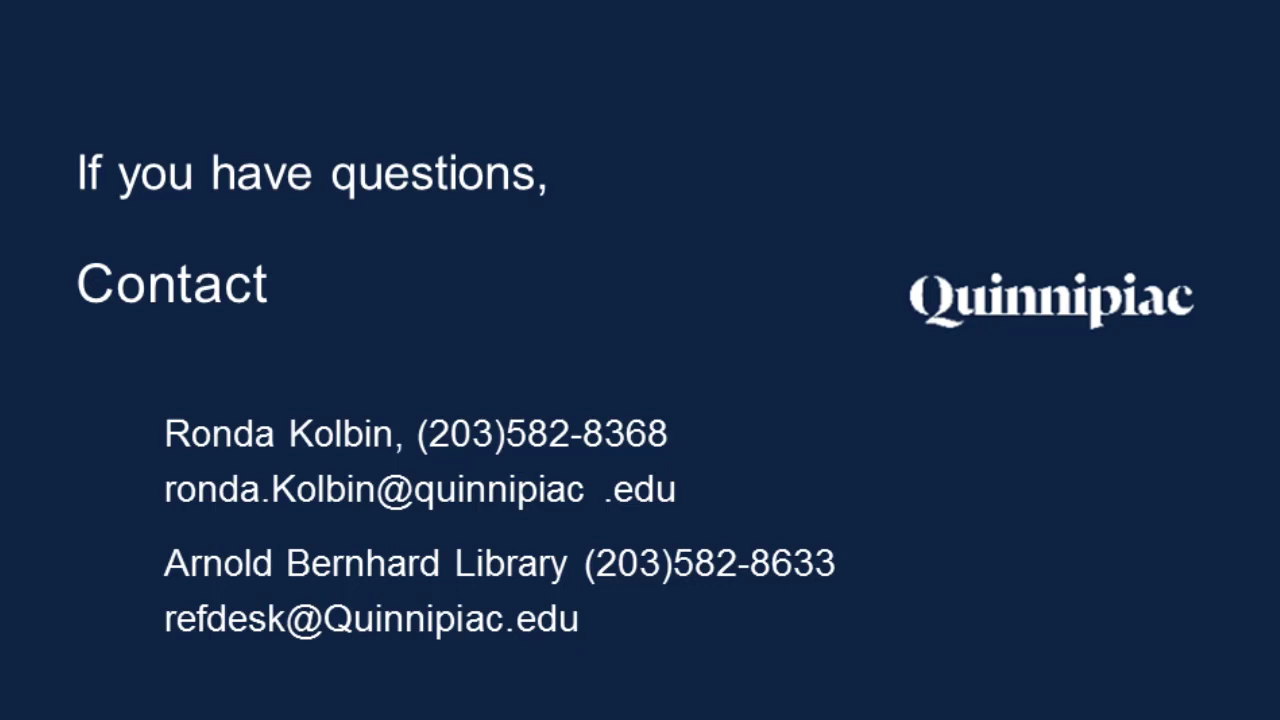 If you have questions,
Contact
Quinnipiac
Ronda Kolbin, (203)582-8368
ronda.Kolbin@quinnipiac .edu
Arnold Bernhard Library (203)582-8633
refdesk@Quinnipiac.edu